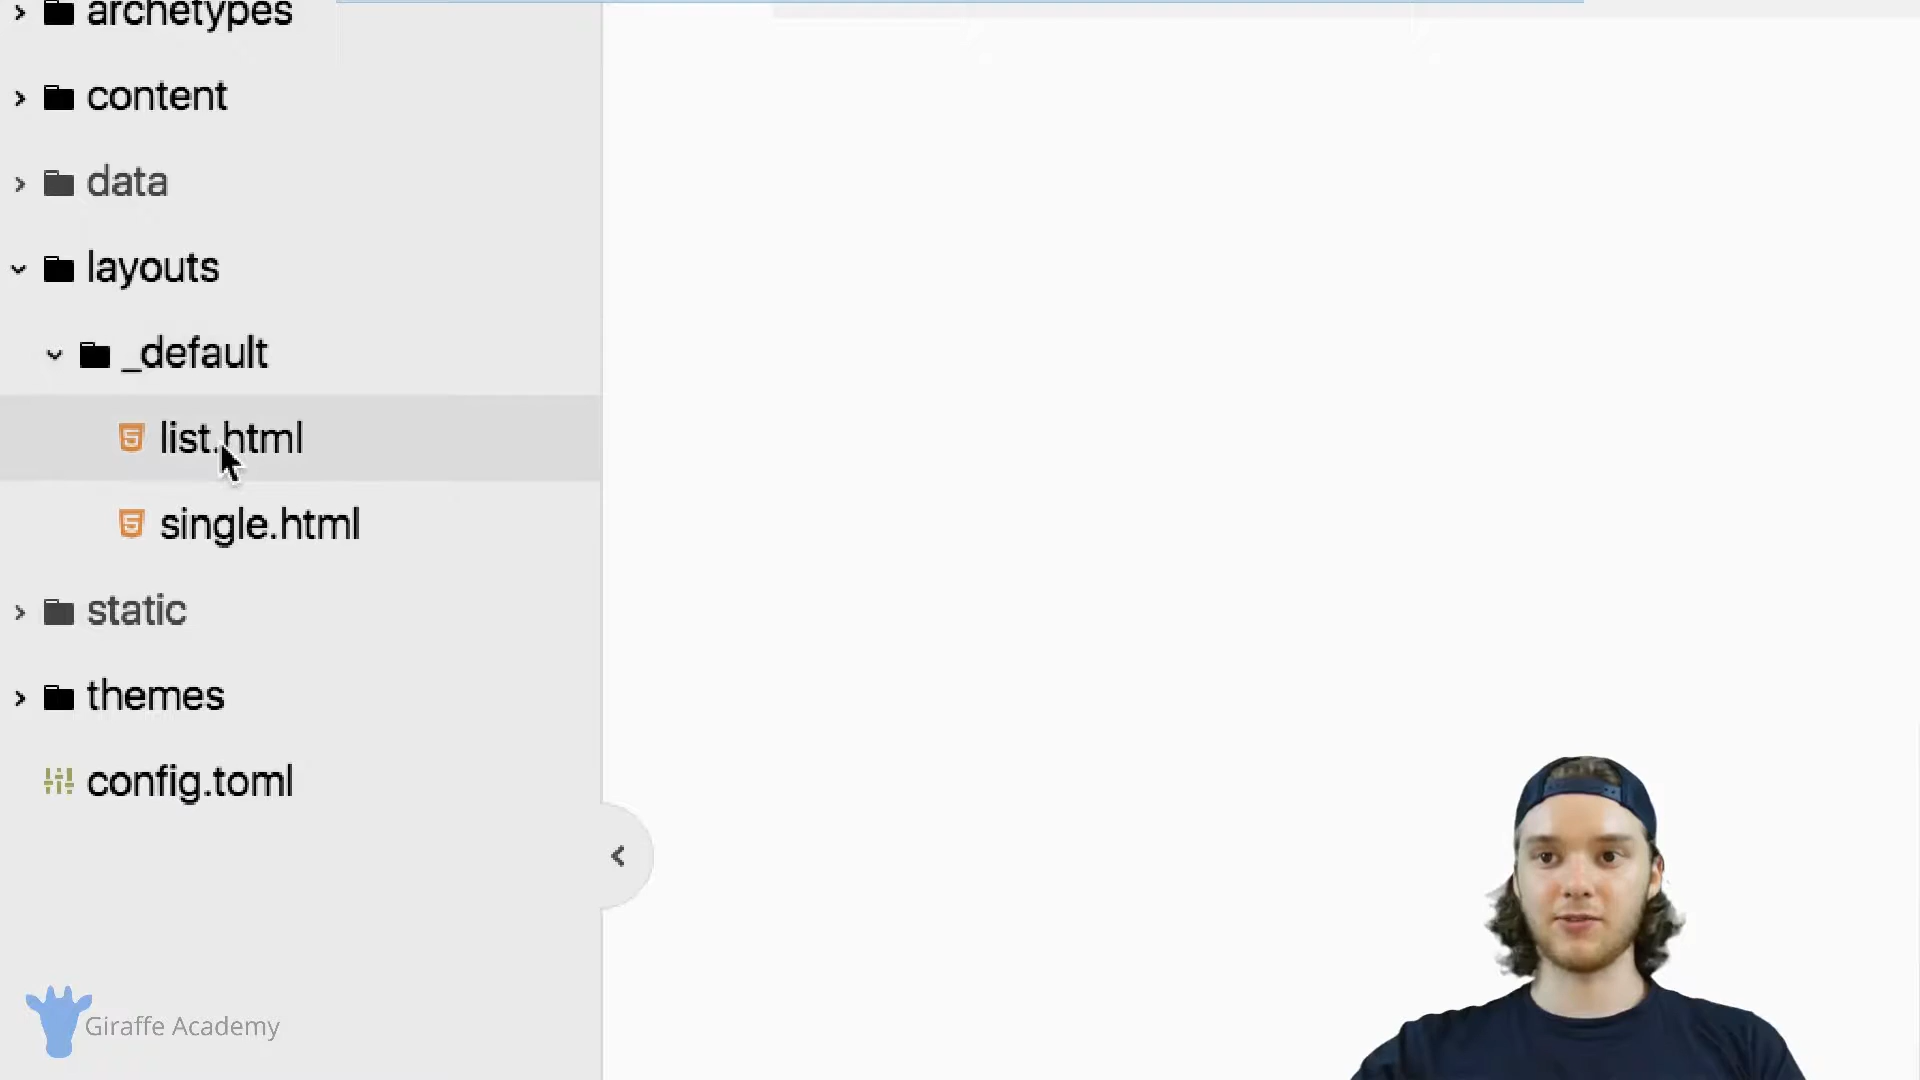 archetypes
content
data
layouts
_default
list.html
single.html
static
themes
config.toml
Giraffe Academy